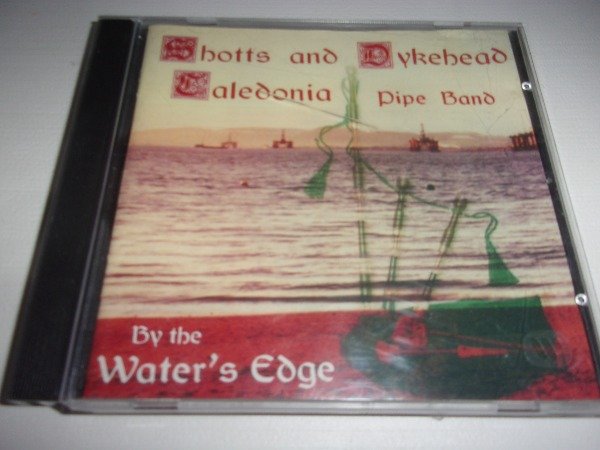 Shotts and Dykehead
Caledonia Pipe Band
By the
Water's Edge